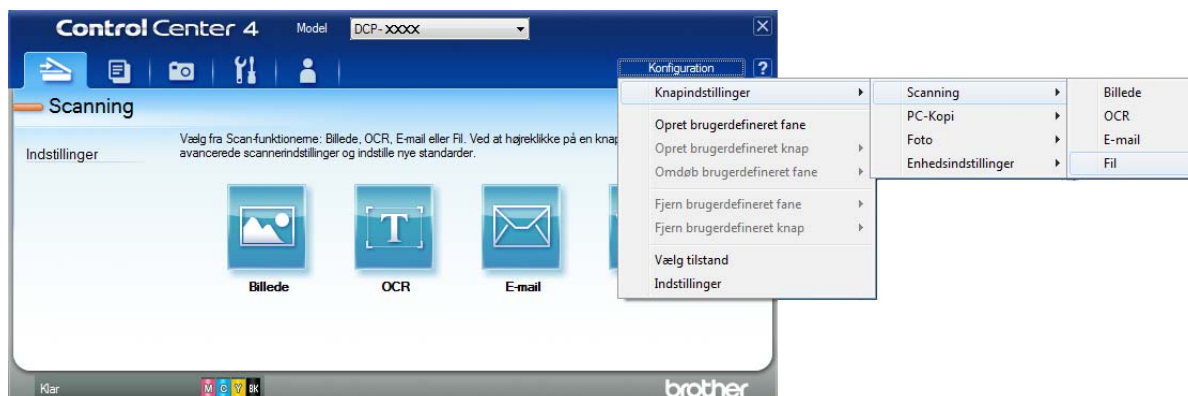 Control Center 4
Model
DCP-XXXX
Konfiguration
?
Scanning
Indstillinger
Vælg fra Scan-funktionerne: Billede, OCR, E-mail eller Fil. Ved at højreklikke på en knap
avancerede scannerindstillinger og indstille nye standarder.
T
Billede
OCR
E-mail
Knapindstillinger
Opret brugerdefineret fane
Opret brugerdefineret knap
Omdøb brugerdefineret fane
Fjern brugerdefineret fane
Fjern brugerdefineret knap
Vælg tilstand
Indstillinger
Scanning
PC-Kopi
Foto
Enhedsindstillinger
Billede
OCR
E-mail
Fil
Klar
M C Y BK
brother